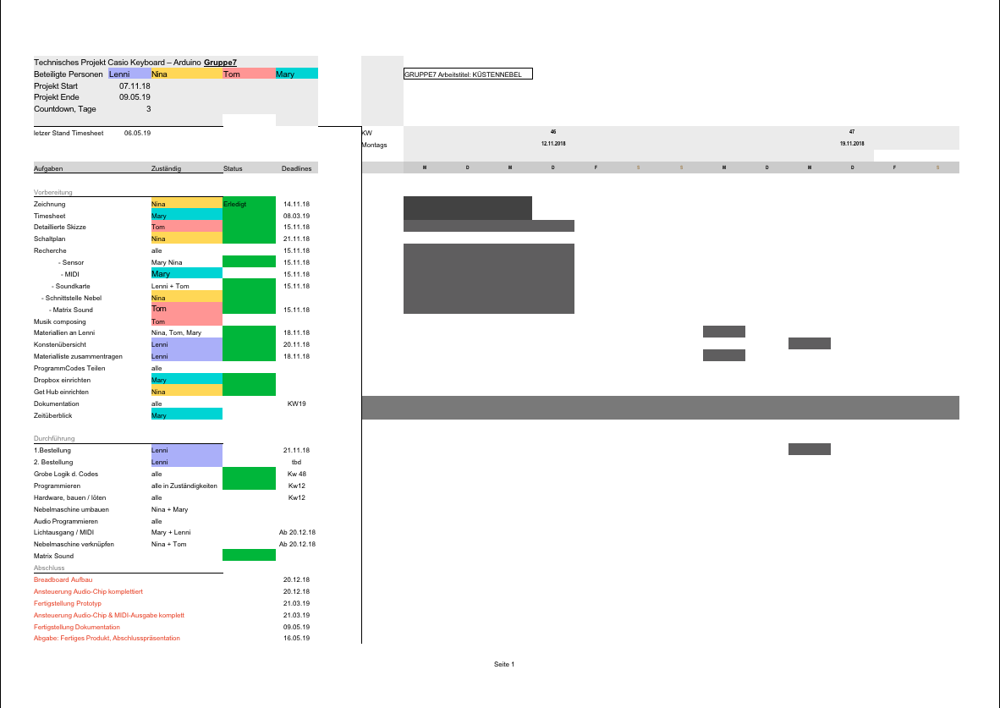 Technisches Projekt Casio Keyboard – Arduino Gruppe7
Beteiligte Personen Lenni Nina Tom Mary
GRUPPE7 Arbeitstitel: KÜSTENNEBEL
Projekt Start 07.11.18
Projekt Ende 09.05.19
Countdown, Tage 3
letzer Stand Timesheet 06.05.19 KW 46 47
Montags 12.11.2018 19.11.2018
Aufgaben Zuständig Status Deadlines M D M D F S S M D M D F S
Vorbereitung
Zeichnung Nina Erledigt 14.11.18
Timesheet Mary 08.03.19
Detaillierte Skizze Tom 15.11.18
Schaltplan Nina 21.11.18
Recherche alle 15.11.18
- Sensor Mary Nina 15.11.18
- MIDI Mary 15.11.18
- Soundkarte Lenni + Tom 15.11.18
- Schnittstelle Nebel Nina
- Matrix Sound Tom 15.11.18
Musik composing Tom
Materiallien an Lenni Nina, Tom, Mary 18.11.18
Konstenübersicht Lenni 20.11.18
Materialliste zusammentragen Lenni 18.11.18
ProgrammCodes Teilen alle
Dropbox einrichten Mary
Get Hub einrichten Nina
Dokumentation alle KW19
Zeitüberblick Mary
Durchführung
1.Bestellung Lenni 21.11.18
2. Bestellung Lenni tbd
Grobe Logik d. Codes alle Kw 48
Programmieren alle in Zuständigkeiten Kw12
Hardware, bauen / löten alle Kw12
Nebelmaschine umbauen Nina + Mary
Audio Programmieren alle
Lichtausgang / MIDI Mary + Lenni Ab 20.12.18
Nebelmaschine verknüpfen Nina + Tom Ab 20.12.18
Matrix Sound
Abschluss
Breadboard Aufbau 20.12.18
Ansteuerung Audio-Chip komplettiert 20.12.18
Fertigstellung Prototyp 21.03.19
Ansteuerung Audio-Chip & MIDI-Ausgabe komplett 21.03.19
Fertigstellung Dokumentation 09.05.19
Abgabe: Fertiges Produkt, Abschlusspräsentation 16.05.19
Seite 1